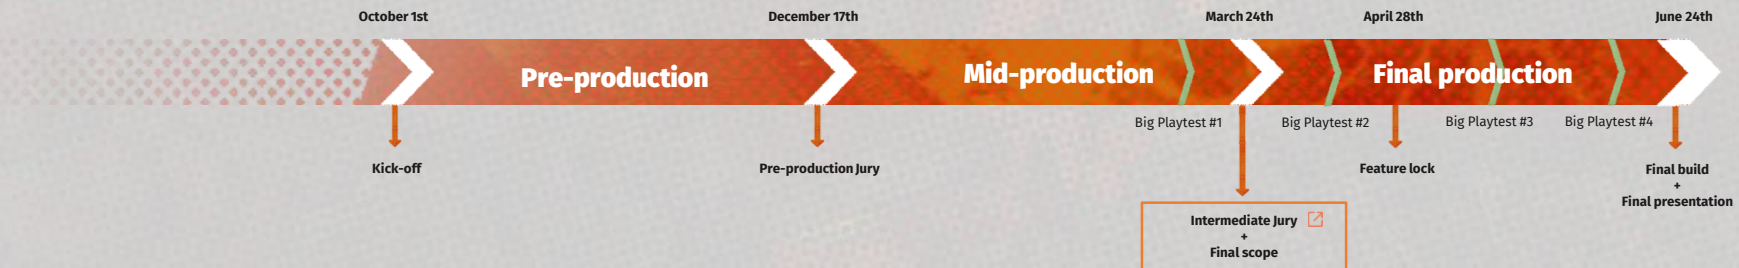 October 1st
December 17th
March 24th
April 28th
June 24th
Pre-production
Mid-production
Final production
Big Playtest #1
Big Playtest #2
Big Playtest #3
Big Playtest #4
Kick-off
Pre-production Jury
Feature lock
Final build
+
Final presentation
Intermediate Jury
+
Final scope